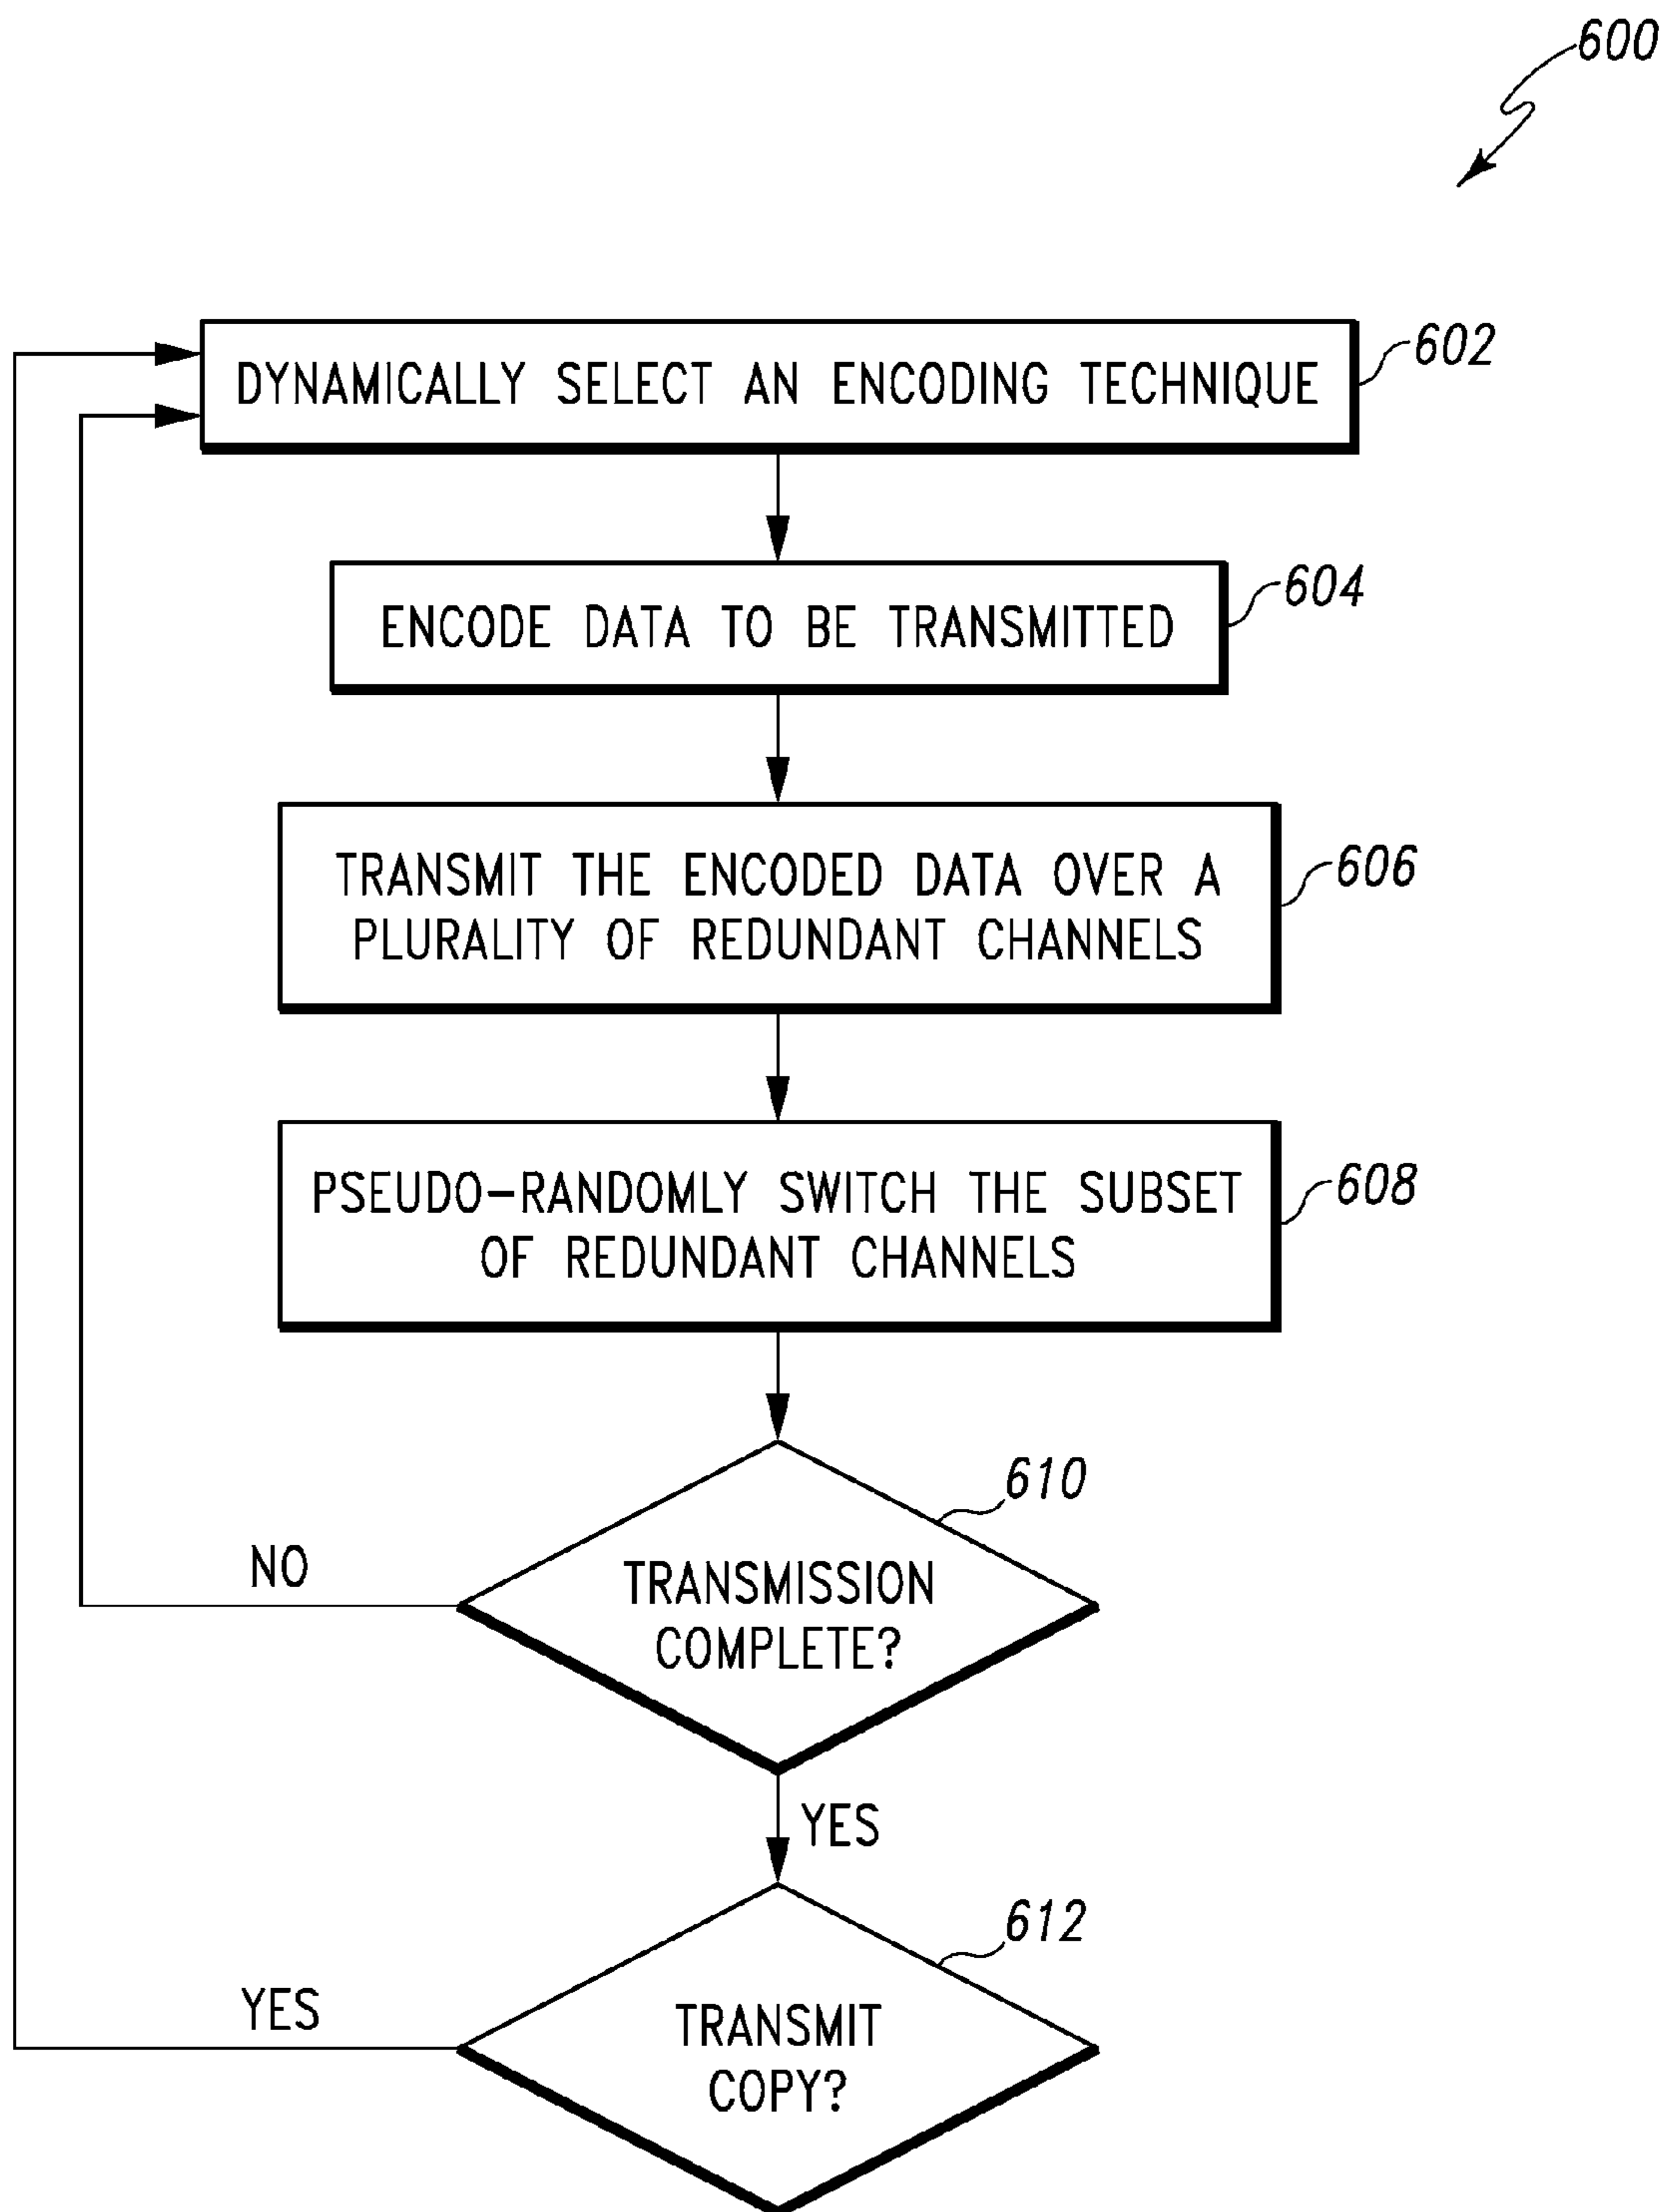 600
DYNAMICALLY SELECT AN ENCODING TECHNIQUE
602
ENCODE DATA TO BE TRANSMITTED
604
TRANSMIT THE ENCODED DATA OVER A
PLURALITY OF REDUNDANT CHANNELS
606
PSEUDO-RANDOMLY SWITCH THE SUBSET
OF REDUNDANT CHANNELS
608
610
NO
TRANSMISSION
COMPLETE?
YES
612
YES
TRANSMIT
COPY?